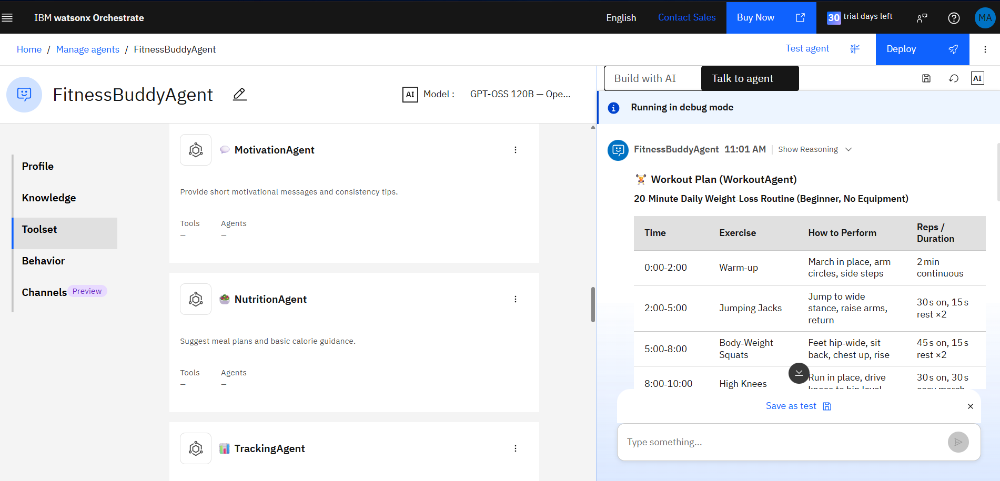 IBM watsonx Orchestrate
English
Contact Sales
Buy Now
30 trial days left
MA
Home / Manage agents / FitnessBuddyAgent
Test agent
Deploy
FitnessBuddyAgent
AI Model :
GPT-OSS 120B — Ope...
Profile
Knowledge
Toolset
Behavior
Channels Preview
MotivationAgent
Provide short motivational messages and consistency tips.
Tools Agents
– –
NutritionAgent
Suggest meal plans and basic calorie guidance.
Tools Agents
– –
TrackingAgent
Build with AI
Talk to agent
AI
Running in debug mode
FitnessBuddyAgent 11:01 AM Show Reasoning
Workout Plan (WorkoutAgent)
20-Minute Daily Weight-Loss Routine (Beginner, No Equipment)
Time
Exercise
How to Perform
Reps /
Duration
0:00-2:00
Warm-up
March in place, arm
circles, side steps
2 min
continuous
2:00-5:00
Jumping Jacks
Jump to wide
stance, raise arms,
return
30 s on, 15 s
rest ×2
5:00-8:00
Body-Weight
Squats
Feet hip-wide, sit
back, chest up, rise
45 s on, 15 s
rest ×2
8:00-10:00
High Knees
Run in place, drive
knees to hip level
30 s on, 30 s
easy march
Save as test
Type something...